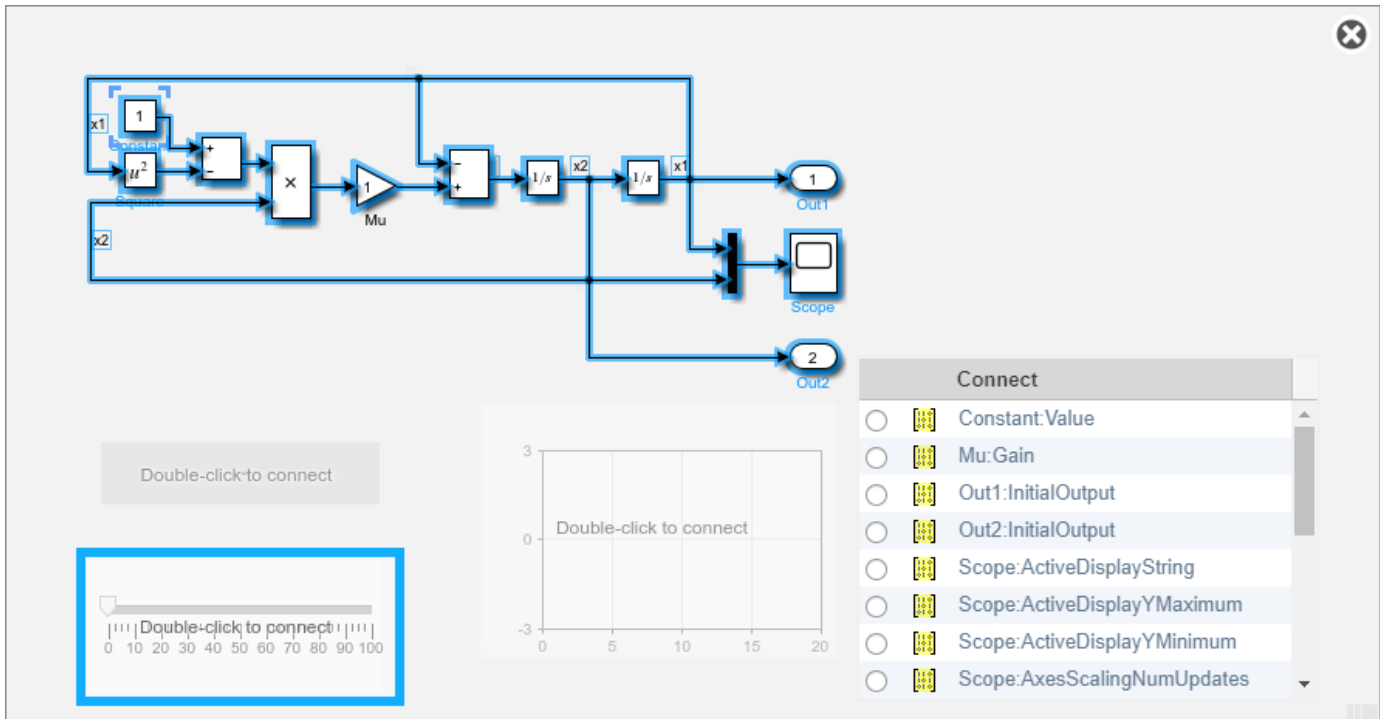 x1
1
Constan
+
u²
−
Square
×
1
Mu
−
+
1/s
x2
1/s
x1
1
Out1
x2
Scope
2
Out2
Connect
Constant:Value
Mu:Gain
Out1:InitialOutput
Out2:InitialOutput
Scope:ActiveDisplayString
Scope:ActiveDisplayYMaximum
Scope:ActiveDisplayYMinimum
Scope:AxesScalingNumUpdates
Double-click to connect
3
0
-3
Double-click to connect
0 5 10 15 20
Double-click to connect
0 10 20 30 40 50 60 70 80 90 100